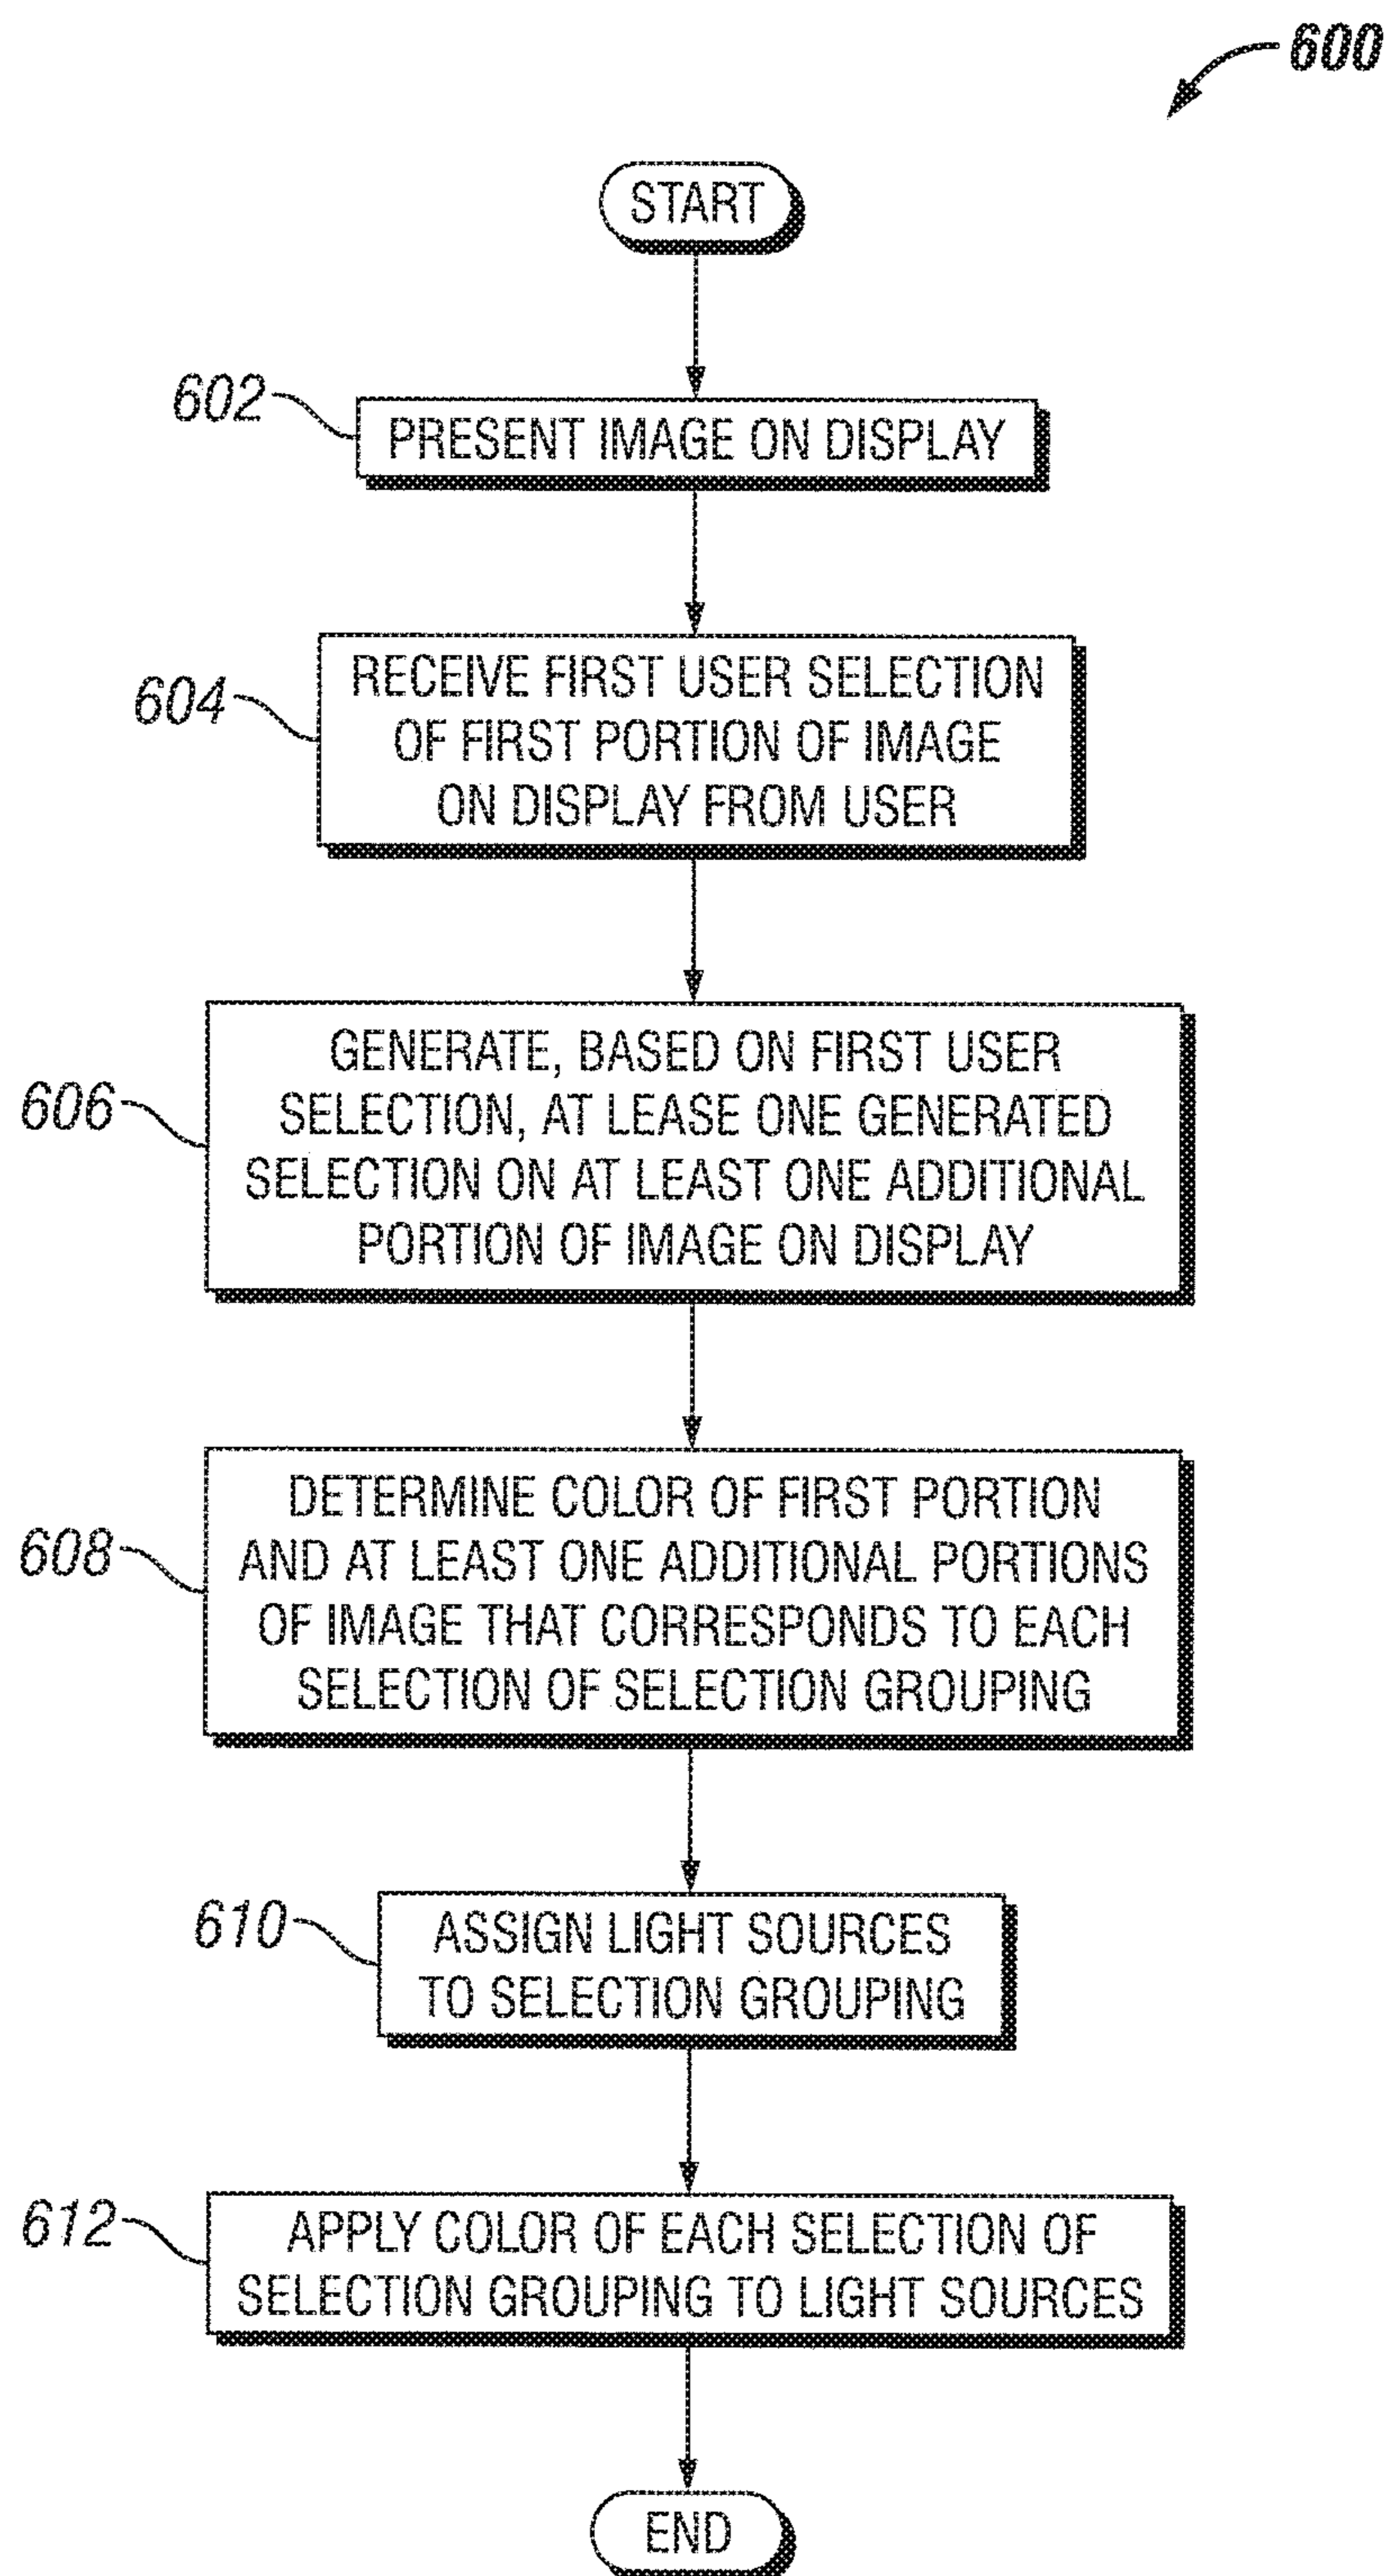 600
START
602
PRESENT IMAGE ON DISPLAY
604
RECEIVE FIRST USER SELECTION
OF FIRST PORTION OF IMAGE
ON DISPLAY FROM USER
606
GENERATE, BASED ON FIRST USER
SELECTION, AT LEASE ONE GENERATED
SELECTION ON AT LEAST ONE ADDITIONAL
PORTION OF IMAGE ON DISPLAY
608
DETERMINE COLOR OF FIRST PORTION
AND AT LEAST ONE ADDITIONAL PORTIONS
OF IMAGE THAT CORRESPONDS TO EACH
SELECTION OF SELECTION GROUPING
610
ASSIGN LIGHT SOURCES
TO SELECTION GROUPING
612
APPLY COLOR OF EACH SELECTION OF
SELECTION GROUPING TO LIGHT SOURCES
END